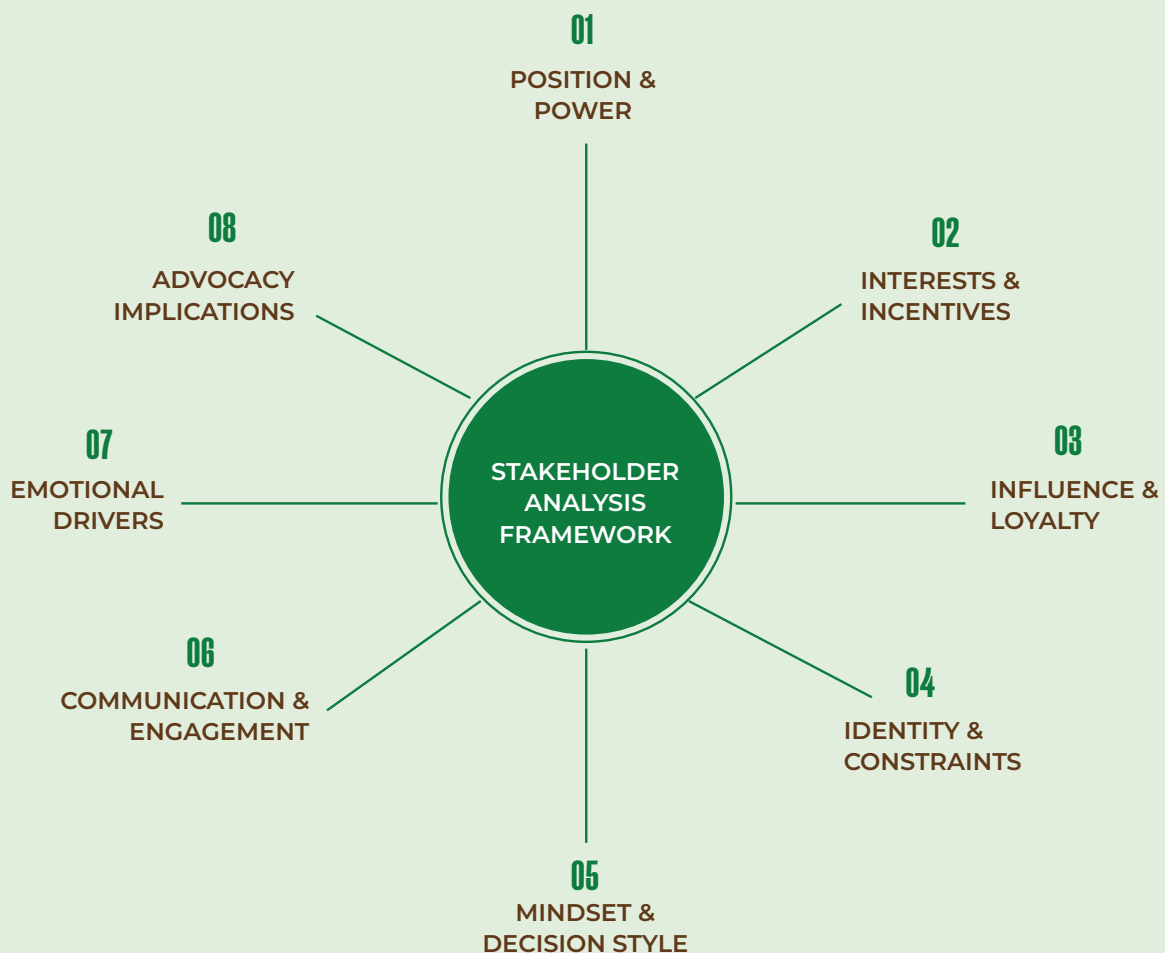 01
POSITION &
POWER
02
INTERESTS &
INCENTIVES
03
INFLUENCE &
LOYALTY
04
IDENTITY &
CONSTRAINTS
05
MINDSET &
DECISION STYLE
06
COMMUNICATION &
ENGAGEMENT
07
EMOTIONAL
DRIVERS
08
ADVOCACY
IMPLICATIONS
STAKEHOLDER
ANALYSIS
FRAMEWORK